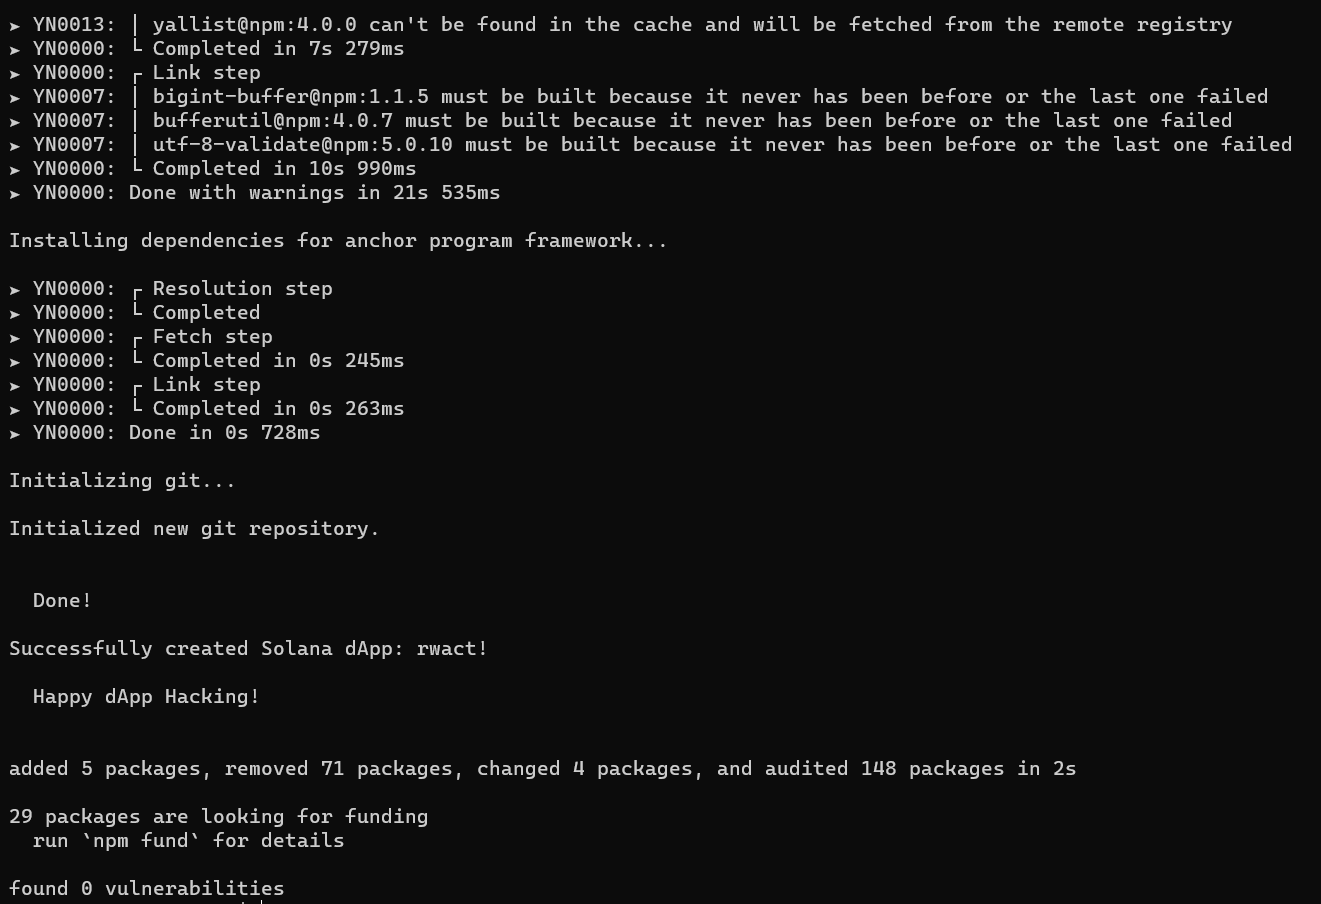 ➤ YN0013: │ yallist@npm:4.0.0 can't be found in the cache and will be fetched from the remote registry
➤ YN0000: └ Completed in 7s 279ms
➤ YN0000: ┌ Link step
➤ YN0007: │ bigint-buffer@npm:1.1.5 must be built because it never has been before or the last one failed
➤ YN0007: │ bufferutil@npm:4.0.7 must be built because it never has been before or the last one failed
➤ YN0007: │ utf-8-validate@npm:5.0.10 must be built because it never has been before or the last one failed
➤ YN0000: └ Completed in 10s 990ms
➤ YN0000: Done with warnings in 21s 535ms
Installing dependencies for anchor program framework...
➤ YN0000: ┌ Resolution step
➤ YN0000: └ Completed
➤ YN0000: ┌ Fetch step
➤ YN0000: └ Completed in 0s 245ms
➤ YN0000: ┌ Link step
➤ YN0000: └ Completed in 0s 263ms
➤ YN0000: Done in 0s 728ms
Initializing git...
Initialized new git repository.
Done!
Successfully created Solana dApp: rwact!
Happy dApp Hacking!
added 5 packages, removed 71 packages, changed 4 packages, and audited 148 packages in 2s
29 packages are looking for funding
run `npm fund` for details
found 0 vulnerabilities